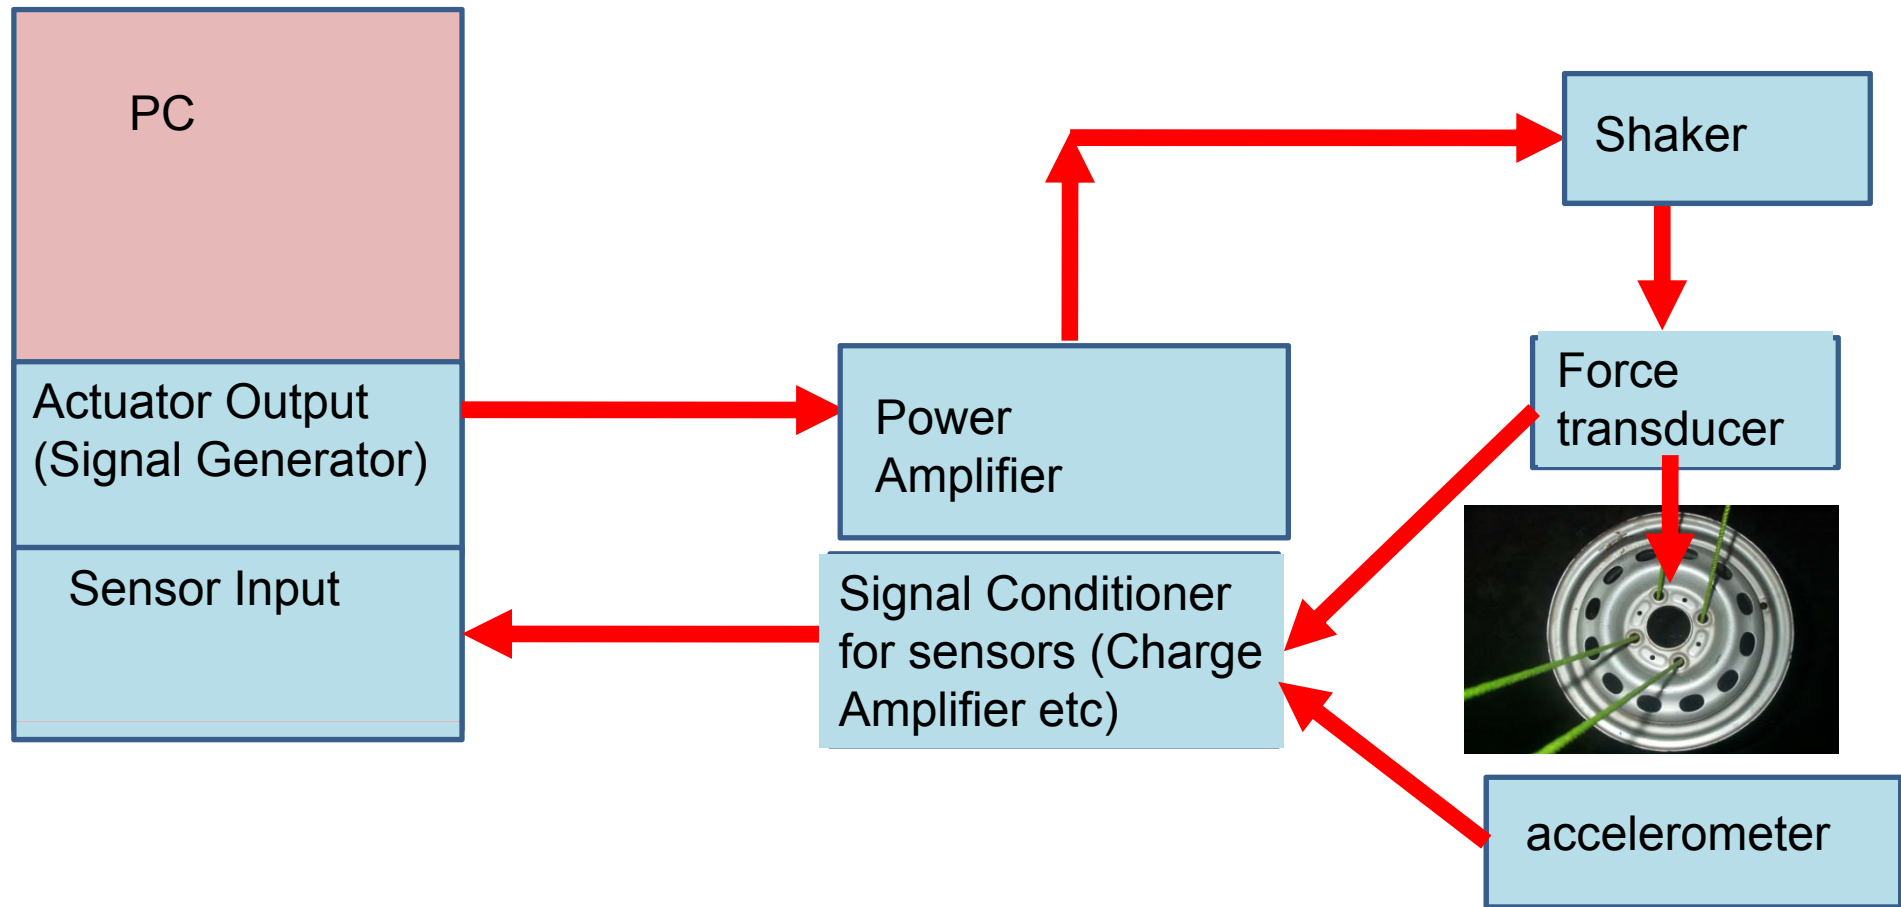 PC
Shaker
Actuator Output
(Signal Generator)
Power
Amplifier
Force
transducer
Sensor Input
Signal Conditioner
for sensors (Charge
Amplifier etc)
accelerometer